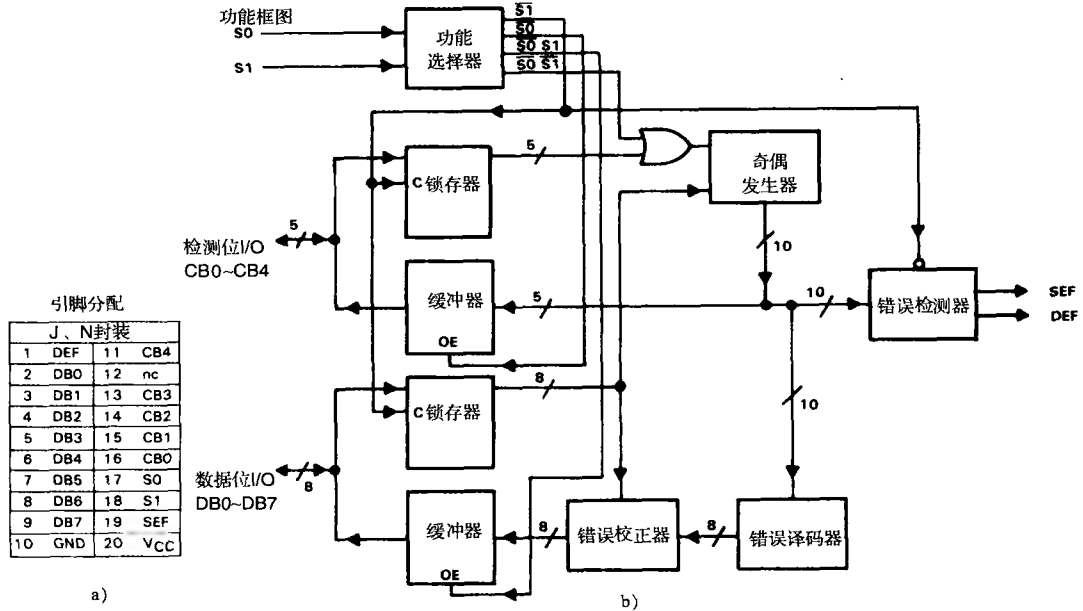 功能框图
S0
S1
功能
选择器
S1
S0
S0 S1
S0 S1
5
C 锁存器
奇偶
发生器
10
5
检测位I/O
CB0~CB4
缓冲器
OE
5
10
错误检测器
SEF
DEF
引脚分配
J、N封装
1 DEF 11 CB4
2 DB0 12 nc
3 DB1 13 CB3
4 DB2 14 CB2
5 DB3 15 CB1
6 DB4 16 CB0
7 DB5 17 S0
8 DB6 18 S1
9 DB7 19 SEF
10 GND 20 VCC
a)
C 锁存器
8
10
8
数据位I/O
DB0~DB7
缓冲器
OE
8
错误校正器
8
错误译码器
b)